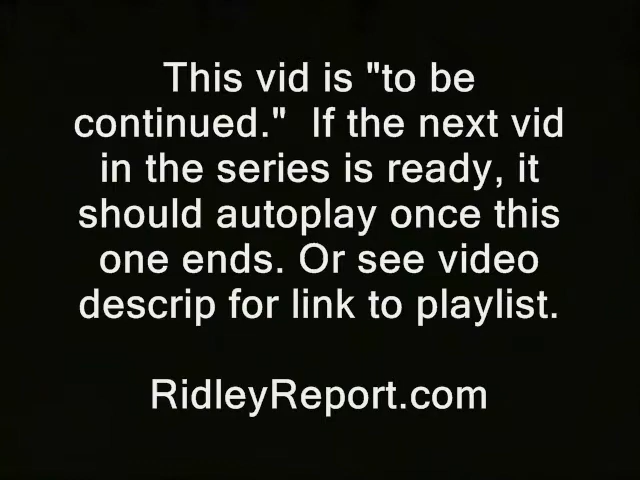 This vid is "to be
continued."  If the next vid
in the series is ready, it
should autoplay once this
one ends. Or see video
descrip for link to playlist.
RidleyReport.com